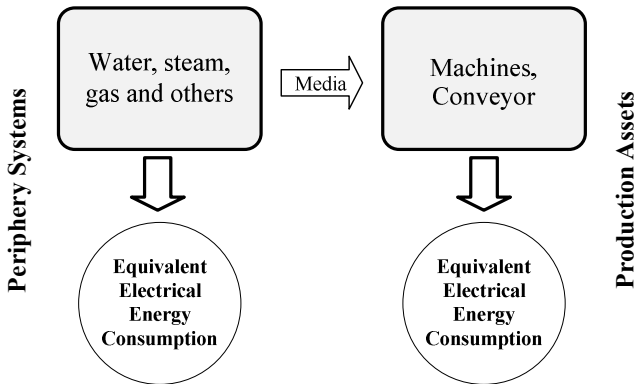 Periphery Systems
Water, steam,
gas and others
Media
Machines,
Conveyor
Production Assets
Equivalent
Electrical
Energy
Consumption
Equivalent
Electrical
Energy
Consumption